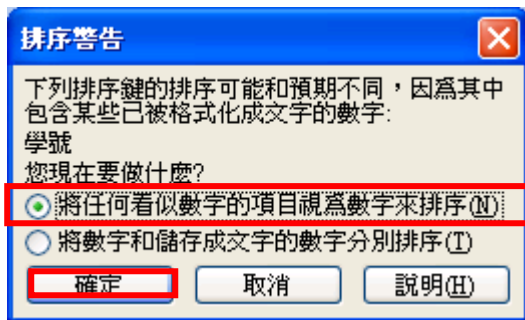 排序警告
下列排序鍵的排序可能和預期不同，因爲其中
包含某些已被格式化成文字的數字:
學號
您現在要做什麼?
將任何看似數字的項目視爲數字來排序(N)
將數字和儲存成文字的數字分別排序(T)
確定 取消 說明(H)